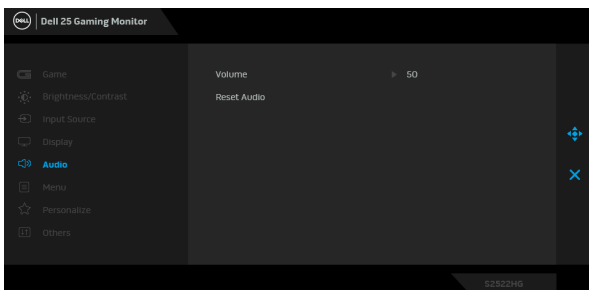 DELL Dell 25 Gaming Monitor
Game
Volume 50
Brightness/Contrast
Reset Audio
Input Source
Display
Audio
Menu
Personalize
Others
S2522HG